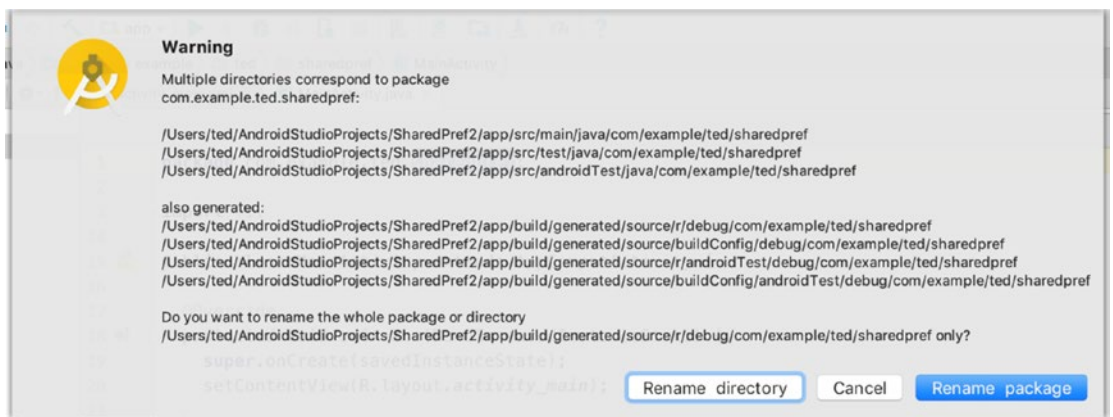 Warning
Multiple directories correspond to package
com.example.ted.sharedpref:
/Users/ted/AndroidStudioProjects/SharedPref2/app/src/main/java/com/example/ted/sharedpref
/Users/ted/AndroidStudioProjects/SharedPref2/app/src/test/java/com/example/ted/sharedpref
/Users/ted/AndroidStudioProjects/SharedPref2/app/src/androidTest/java/com/example/ted/sharedpref
also generated:
/Users/ted/AndroidStudioProjects/SharedPref2/app/build/generated/source/r/debug/com/example/ted/sharedpref
/Users/ted/AndroidStudioProjects/SharedPref2/app/build/generated/source/buildConfig/debug/com/example/ted/sharedpref
/Users/ted/AndroidStudioProjects/SharedPref2/app/build/generated/source/r/androidTest/debug/com/example/ted/sharedpref
/Users/ted/AndroidStudioProjects/SharedPref2/app/build/generated/source/buildConfig/androidTest/debug/com/example/ted/sharedpref
Do you want to rename the whole package or directory
/Users/ted/AndroidStudioProjects/SharedPref2/app/build/generated/source/r/debug/com/example/ted/sharedpref only?
super.onCreate(savedInstanceState);
setContentView(R.layout.activity_main);
Rename directory Cancel Rename package